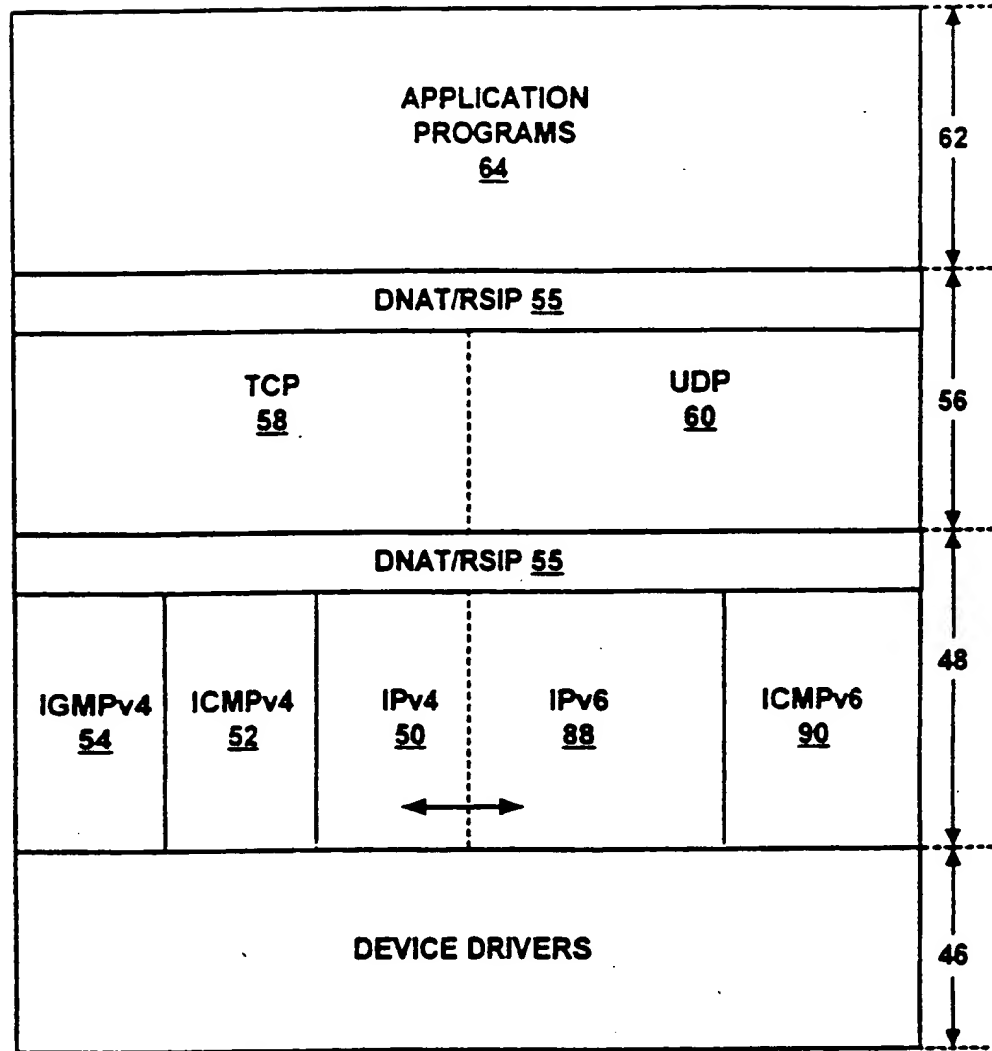 APPLICATION
PROGRAMS
64
62
DNAT/RSIP 55
TCP
58
UDP
60
56
DNAT/RSIP 55
IGMPv4
54
ICMPv4
52
IPv4
50
IPv6
88
ICMPv6
90
48
DEVICE DRIVERS
46